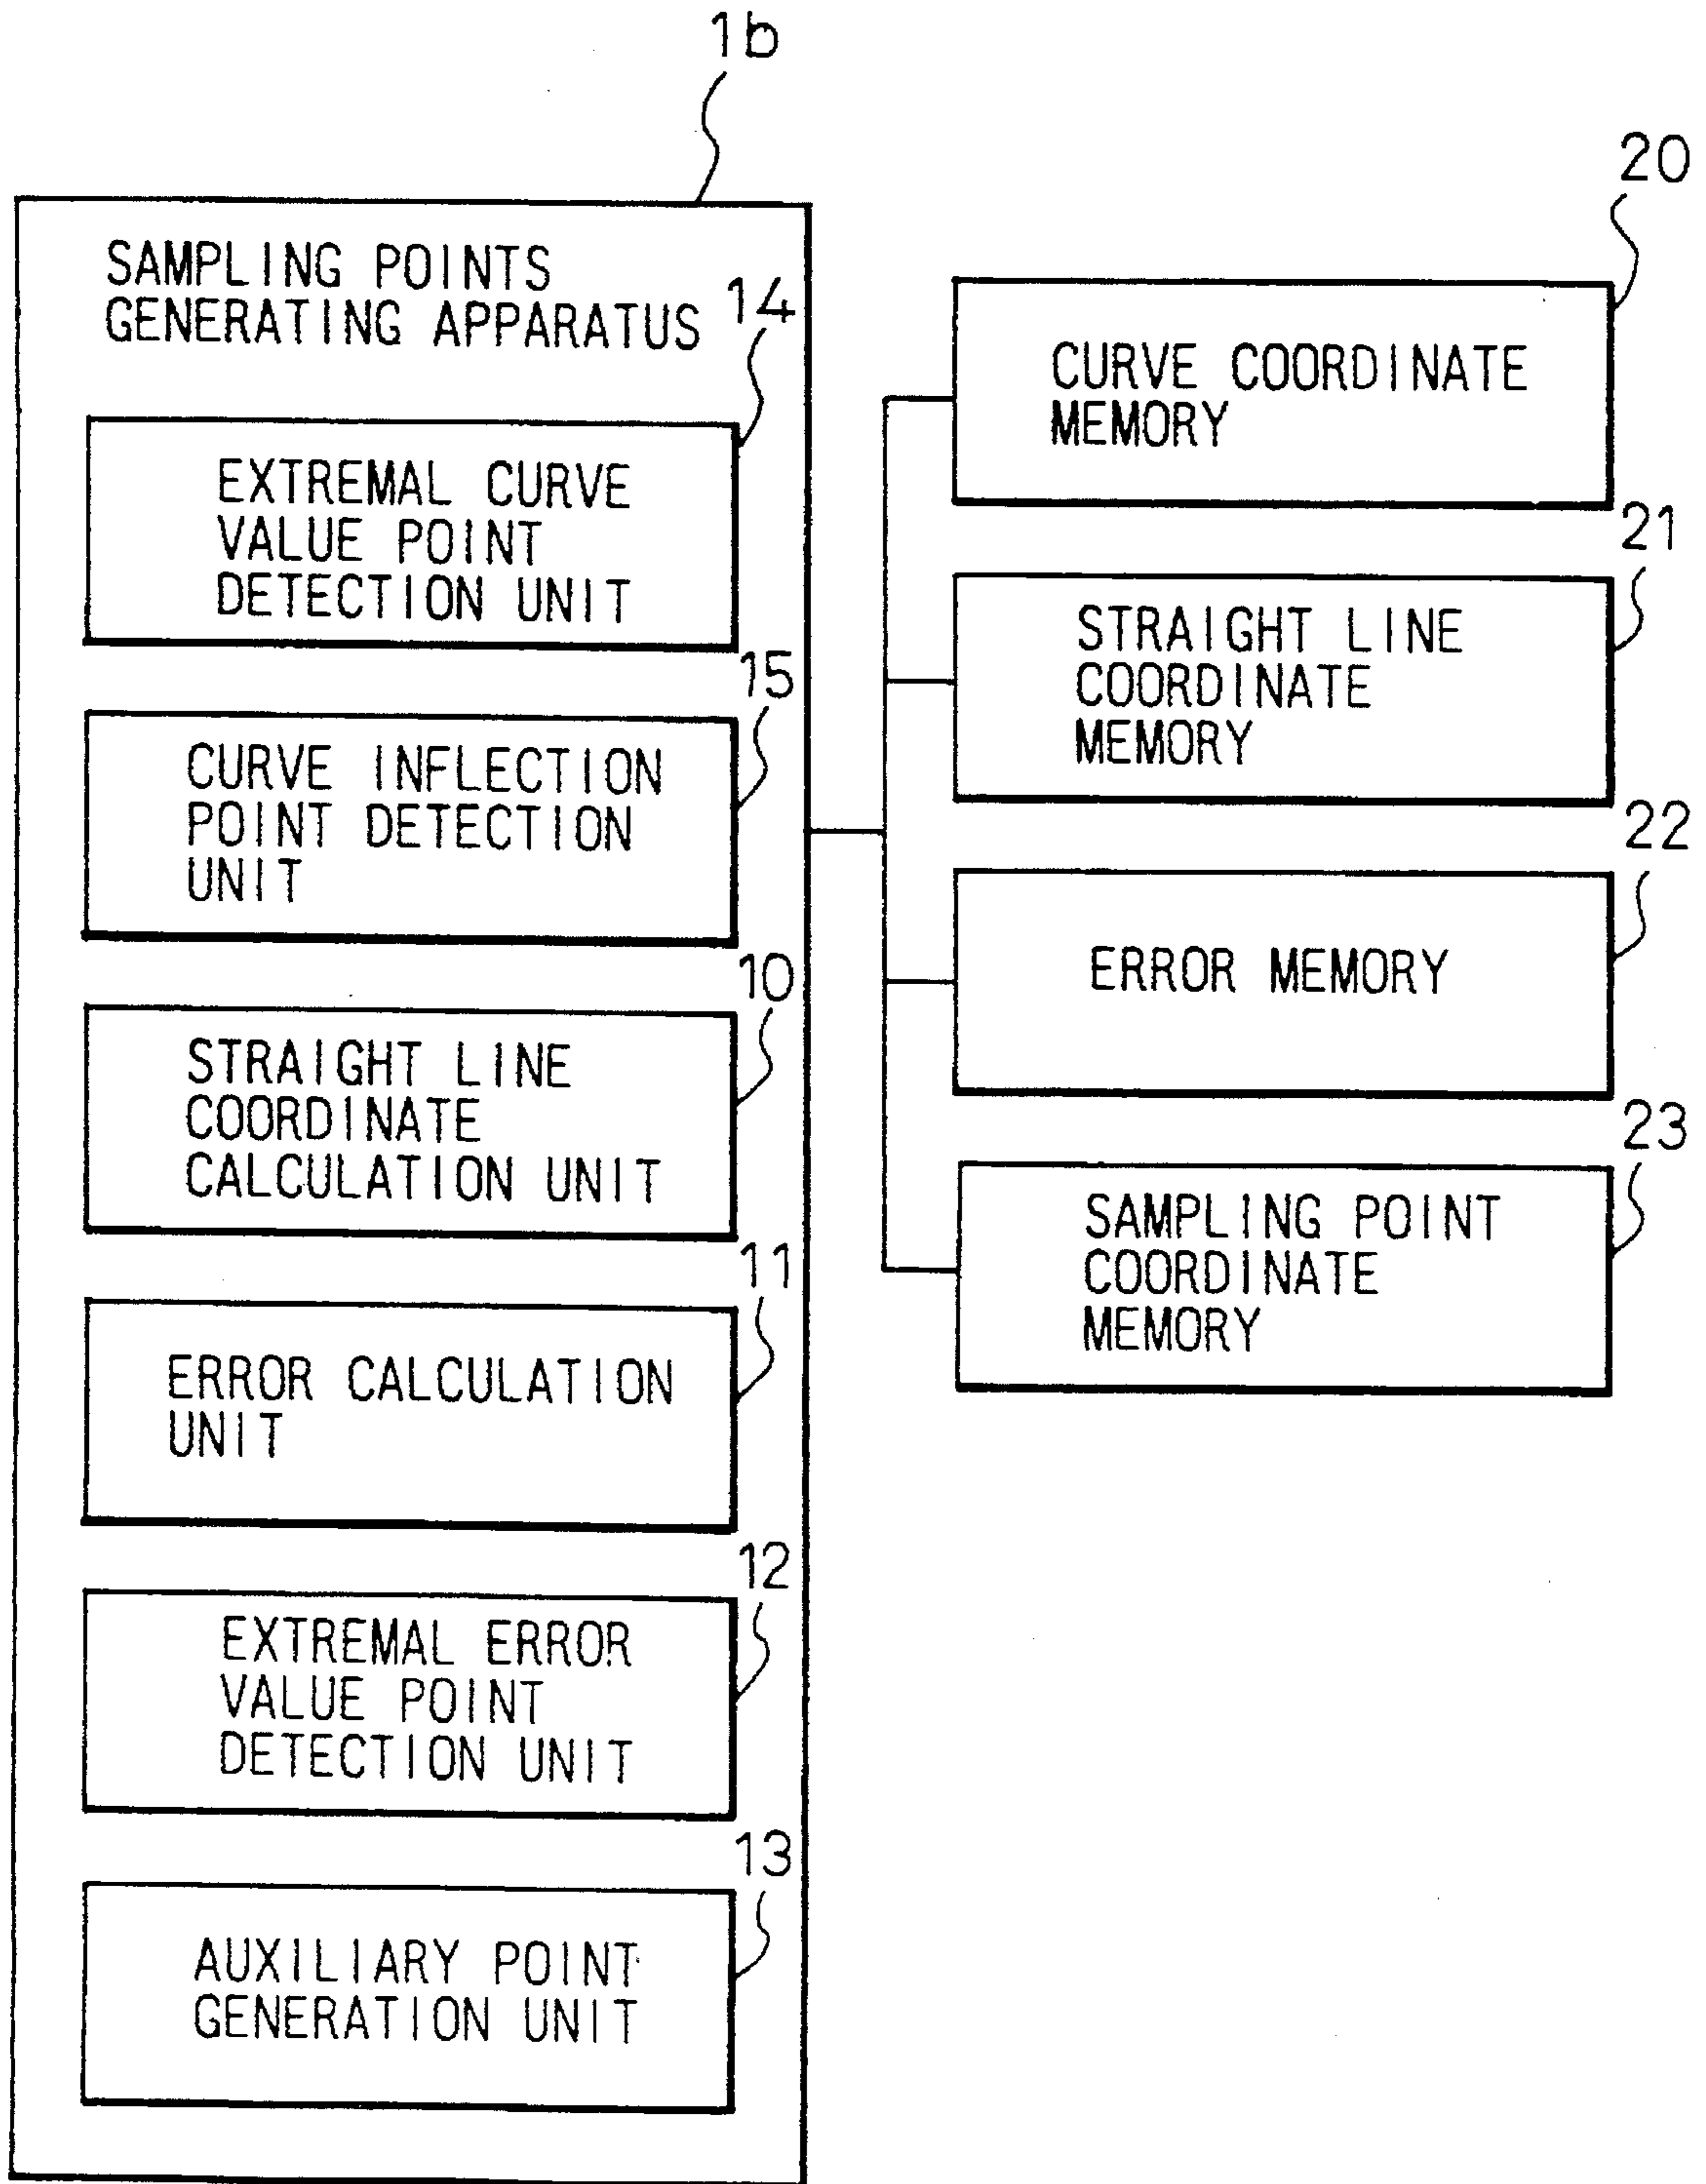 1b
SAMPLING POINTS
GENERATING APPARATUS
14
EXTREMAL CURVE
VALUE POINT
DETECTION UNIT
15
CURVE INFLECTION
POINT DETECTION
UNIT
10
STRAIGHT LINE
COORDINATE
CALCULATION UNIT
11
ERROR CALCULATION
UNIT
12
EXTREMAL ERROR
VALUE POINT
DETECTION UNIT
13
AUXILIARY POINT
GENERATION UNIT
20
CURVE COORDINATE
MEMORY
21
STRAIGHT LINE
COORDINATE
MEMORY
22
ERROR MEMORY
23
SAMPLING POINT
COORDINATE
MEMORY